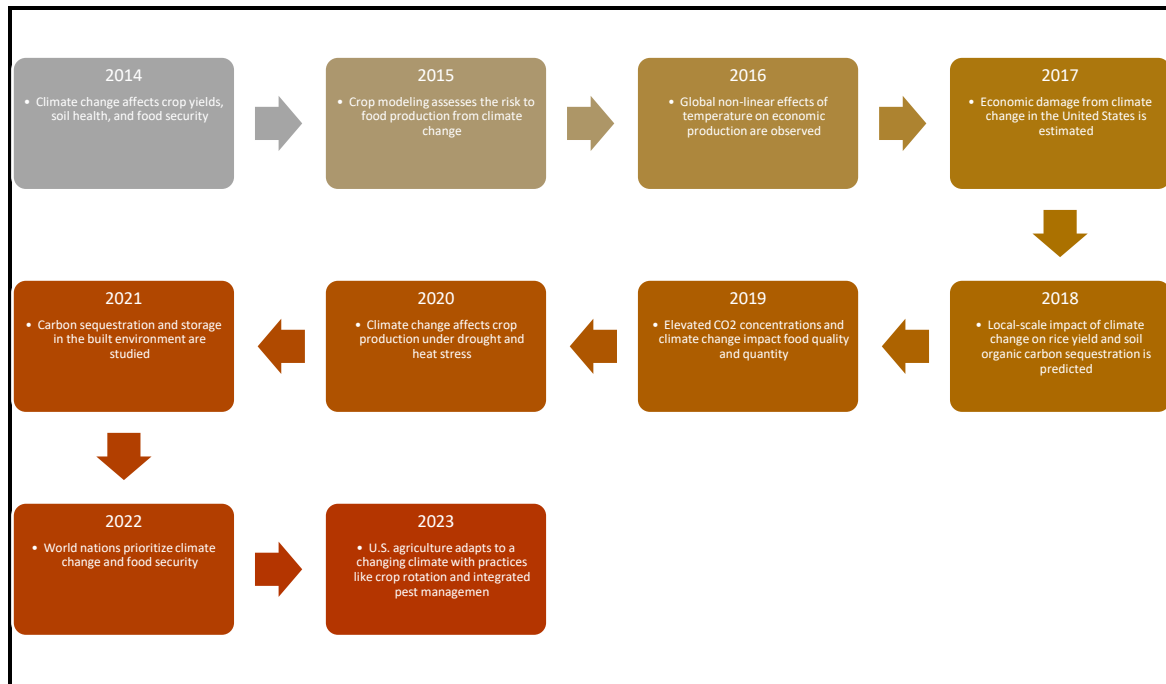 2014
• Climate change affects crop yields,
soil health, and food security
2015
• Crop modeling assesses the risk to
food production from climate
change
2016
• Global non-linear effects of
temperature on economic
production are observed
2017
• Economic damage from climate
change in the United States is
estimated
2018
• Local-scale impact of climate
change on rice yield and soil
organic carbon sequestration is
predicted
2019
• Elevated CO2 concentrations and
climate change impact food quality
and quantity
2020
• Climate change affects crop
production under drought and
heat stress
2021
• Carbon sequestration and storage
in the built environment are
studied
2022
• World nations prioritize climate
change and food security
2023
• U.S. agriculture adapts to a
changing climate with practices
like crop rotation and integrated
pest managemen